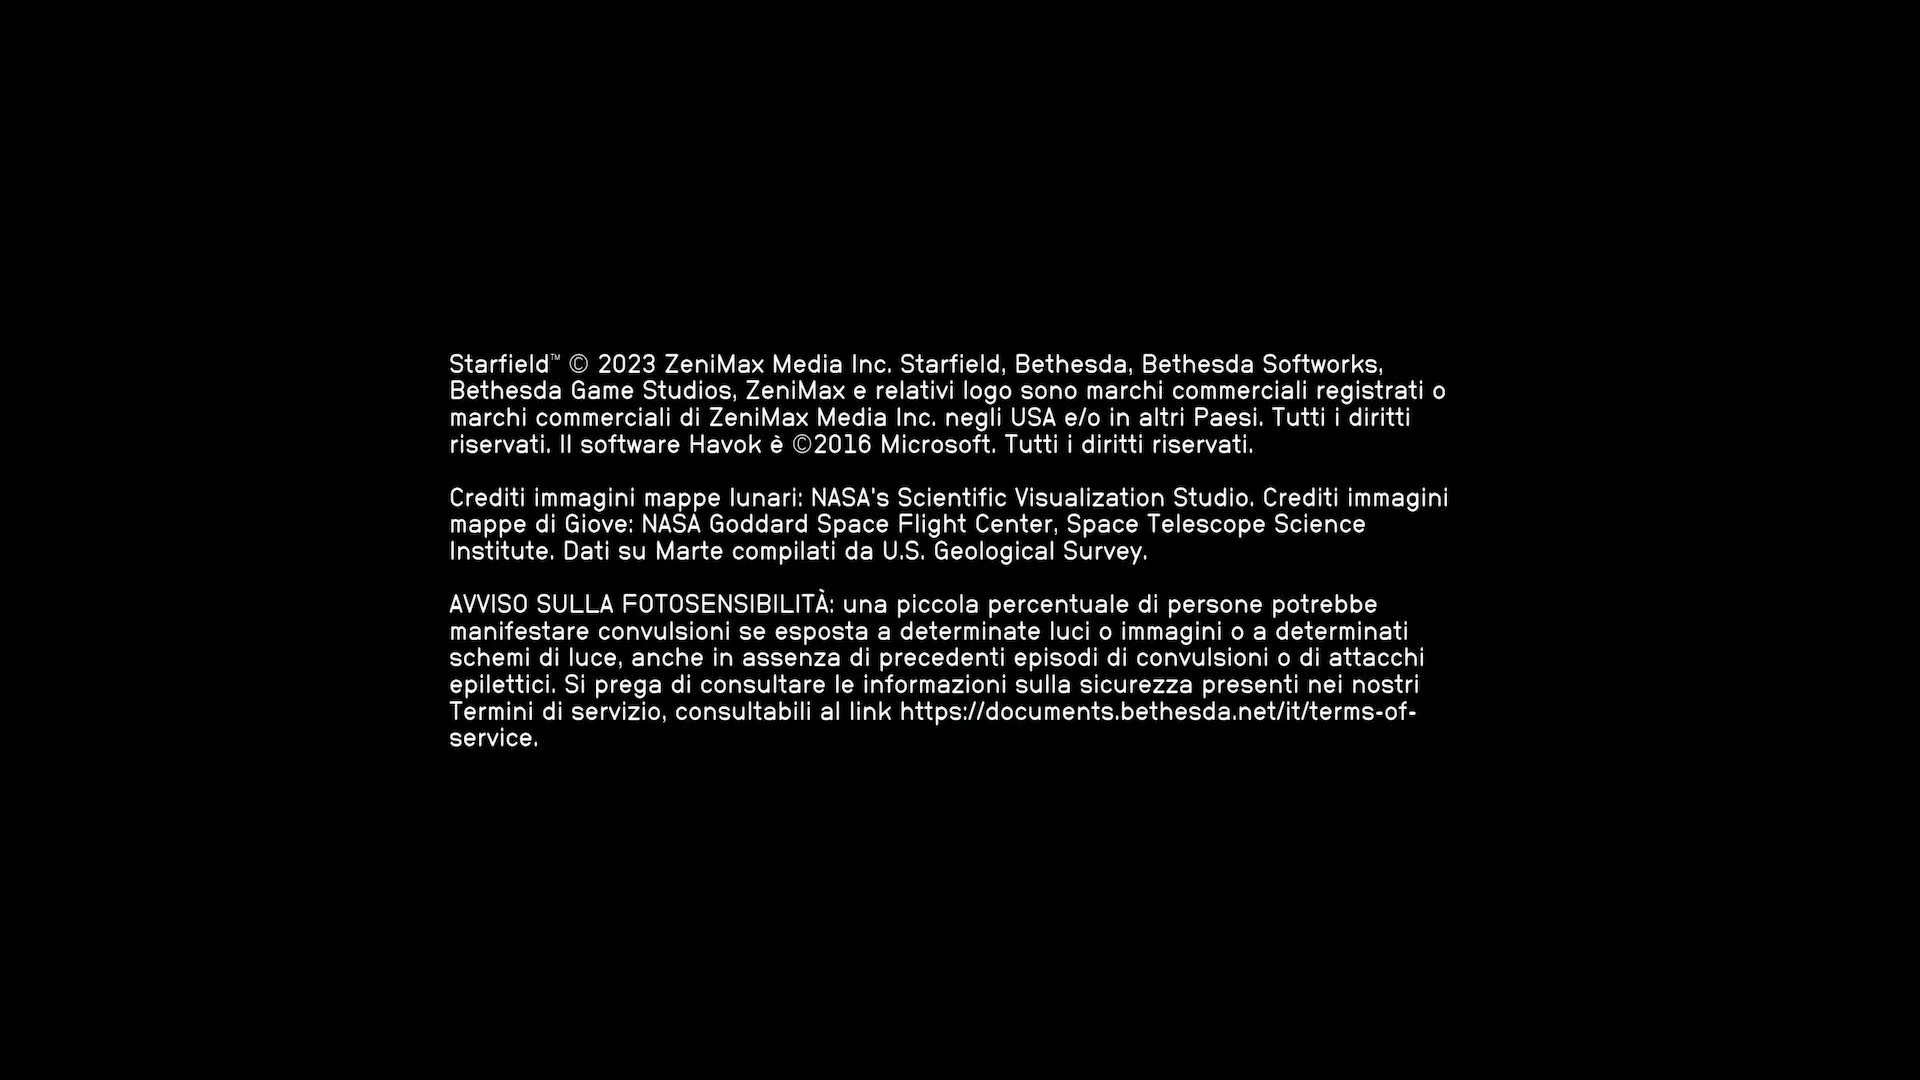 Starfield™ © 2023 ZeniMax Media Inc. Starfield, Bethesda, Bethesda Softworks,
Bethesda Game Studios, ZeniMax e relativi logo sono marchi commerciali registrati o
marchi commerciali di ZeniMax Media Inc. negli USA e/o in altri Paesi. Tutti i diritti
riservati. Il software Havok è ©2016 Microsoft. Tutti i diritti riservati.
Crediti immagini mappe lunari: NASA's Scientific Visualization Studio. Crediti immagini
mappe di Giove: NASA Goddard Space Flight Center, Space Telescope Science
Institute. Dati su Marte compilati da U.S. Geological Survey.
AVVISO SULLA FOTOSENSIBILITÀ: una piccola percentuale di persone potrebbe
manifestare convulsioni se esposta a determinate luci o immagini o a determinati
schemi di luce, anche in assenza di precedenti episodi di convulsioni o di attacchi
epilettici. Si prega di consultare le informazioni sulla sicurezza presenti nei nostri
Termini di servizio, consultabili al link https://documents.bethesda.net/it/terms-of-
service.